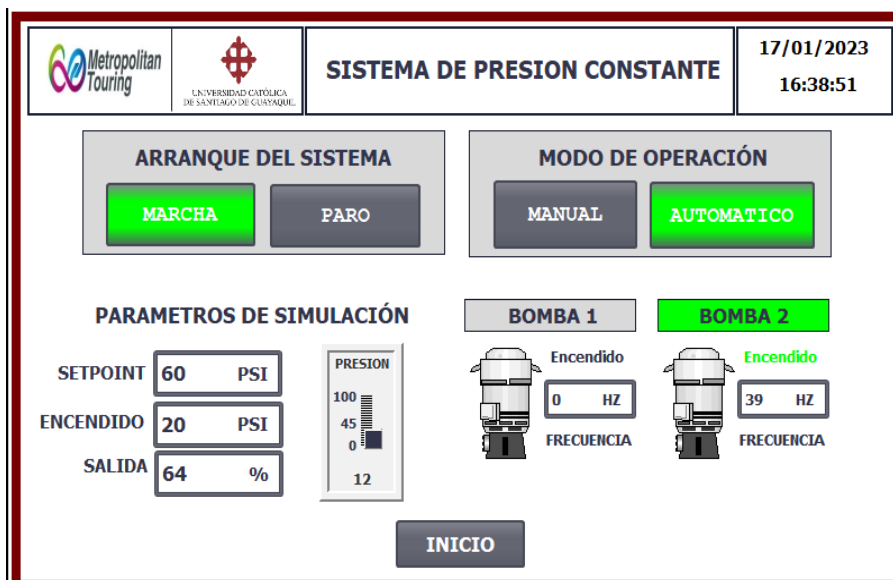 60 Metropolitan
Touring
UNIVERSIDAD CATÓLICA
DE SANTIAGO DE GUAYAQUIL
SISTEMA DE PRESION CONSTANTE
17/01/2023
16:38:51
ARRANQUE DEL SISTEMA
MARCHA
PARO
MODO DE OPERACIÓN
MANUAL
AUTOMATICO
PARAMETROS DE SIMULACIÓN
SETPOINT 60 PSI
ENCENDIDO 20 PSI
SALIDA 64 %
PRESION
100
45
0
12
BOMBA 1
Encendido
0 HZ
FRECUENCIA
BOMBA 2
Encendido
39 HZ
FRECUENCIA
INICIO